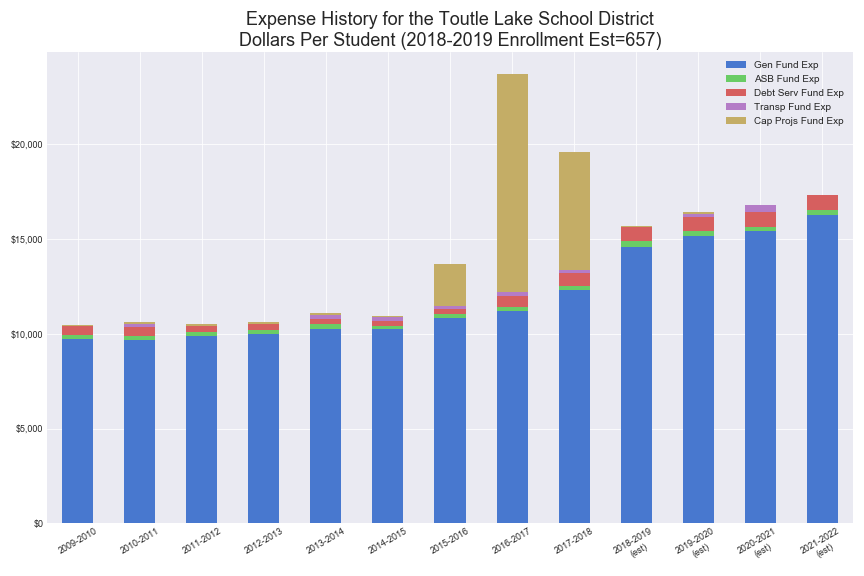 Expense History for the Toutle Lake School District
Dollars Per Student (2018-2019 Enrollment Est=657)
Gen Fund Exp
ASB Fund Exp
Debt Serv Fund Exp
Transp Fund Exp
Cap Projs Fund Exp
$20,000
$15,000
$10,000
$5,000
$0
2009-2010
2010-2011
2011-2012
2012-2013
2013-2014
2014-2015
2015-2016
2016-2017
2017-2018
2018-2019
(est)
2019-2020
(est)
2020-2021
(est)
2021-2022
(est)